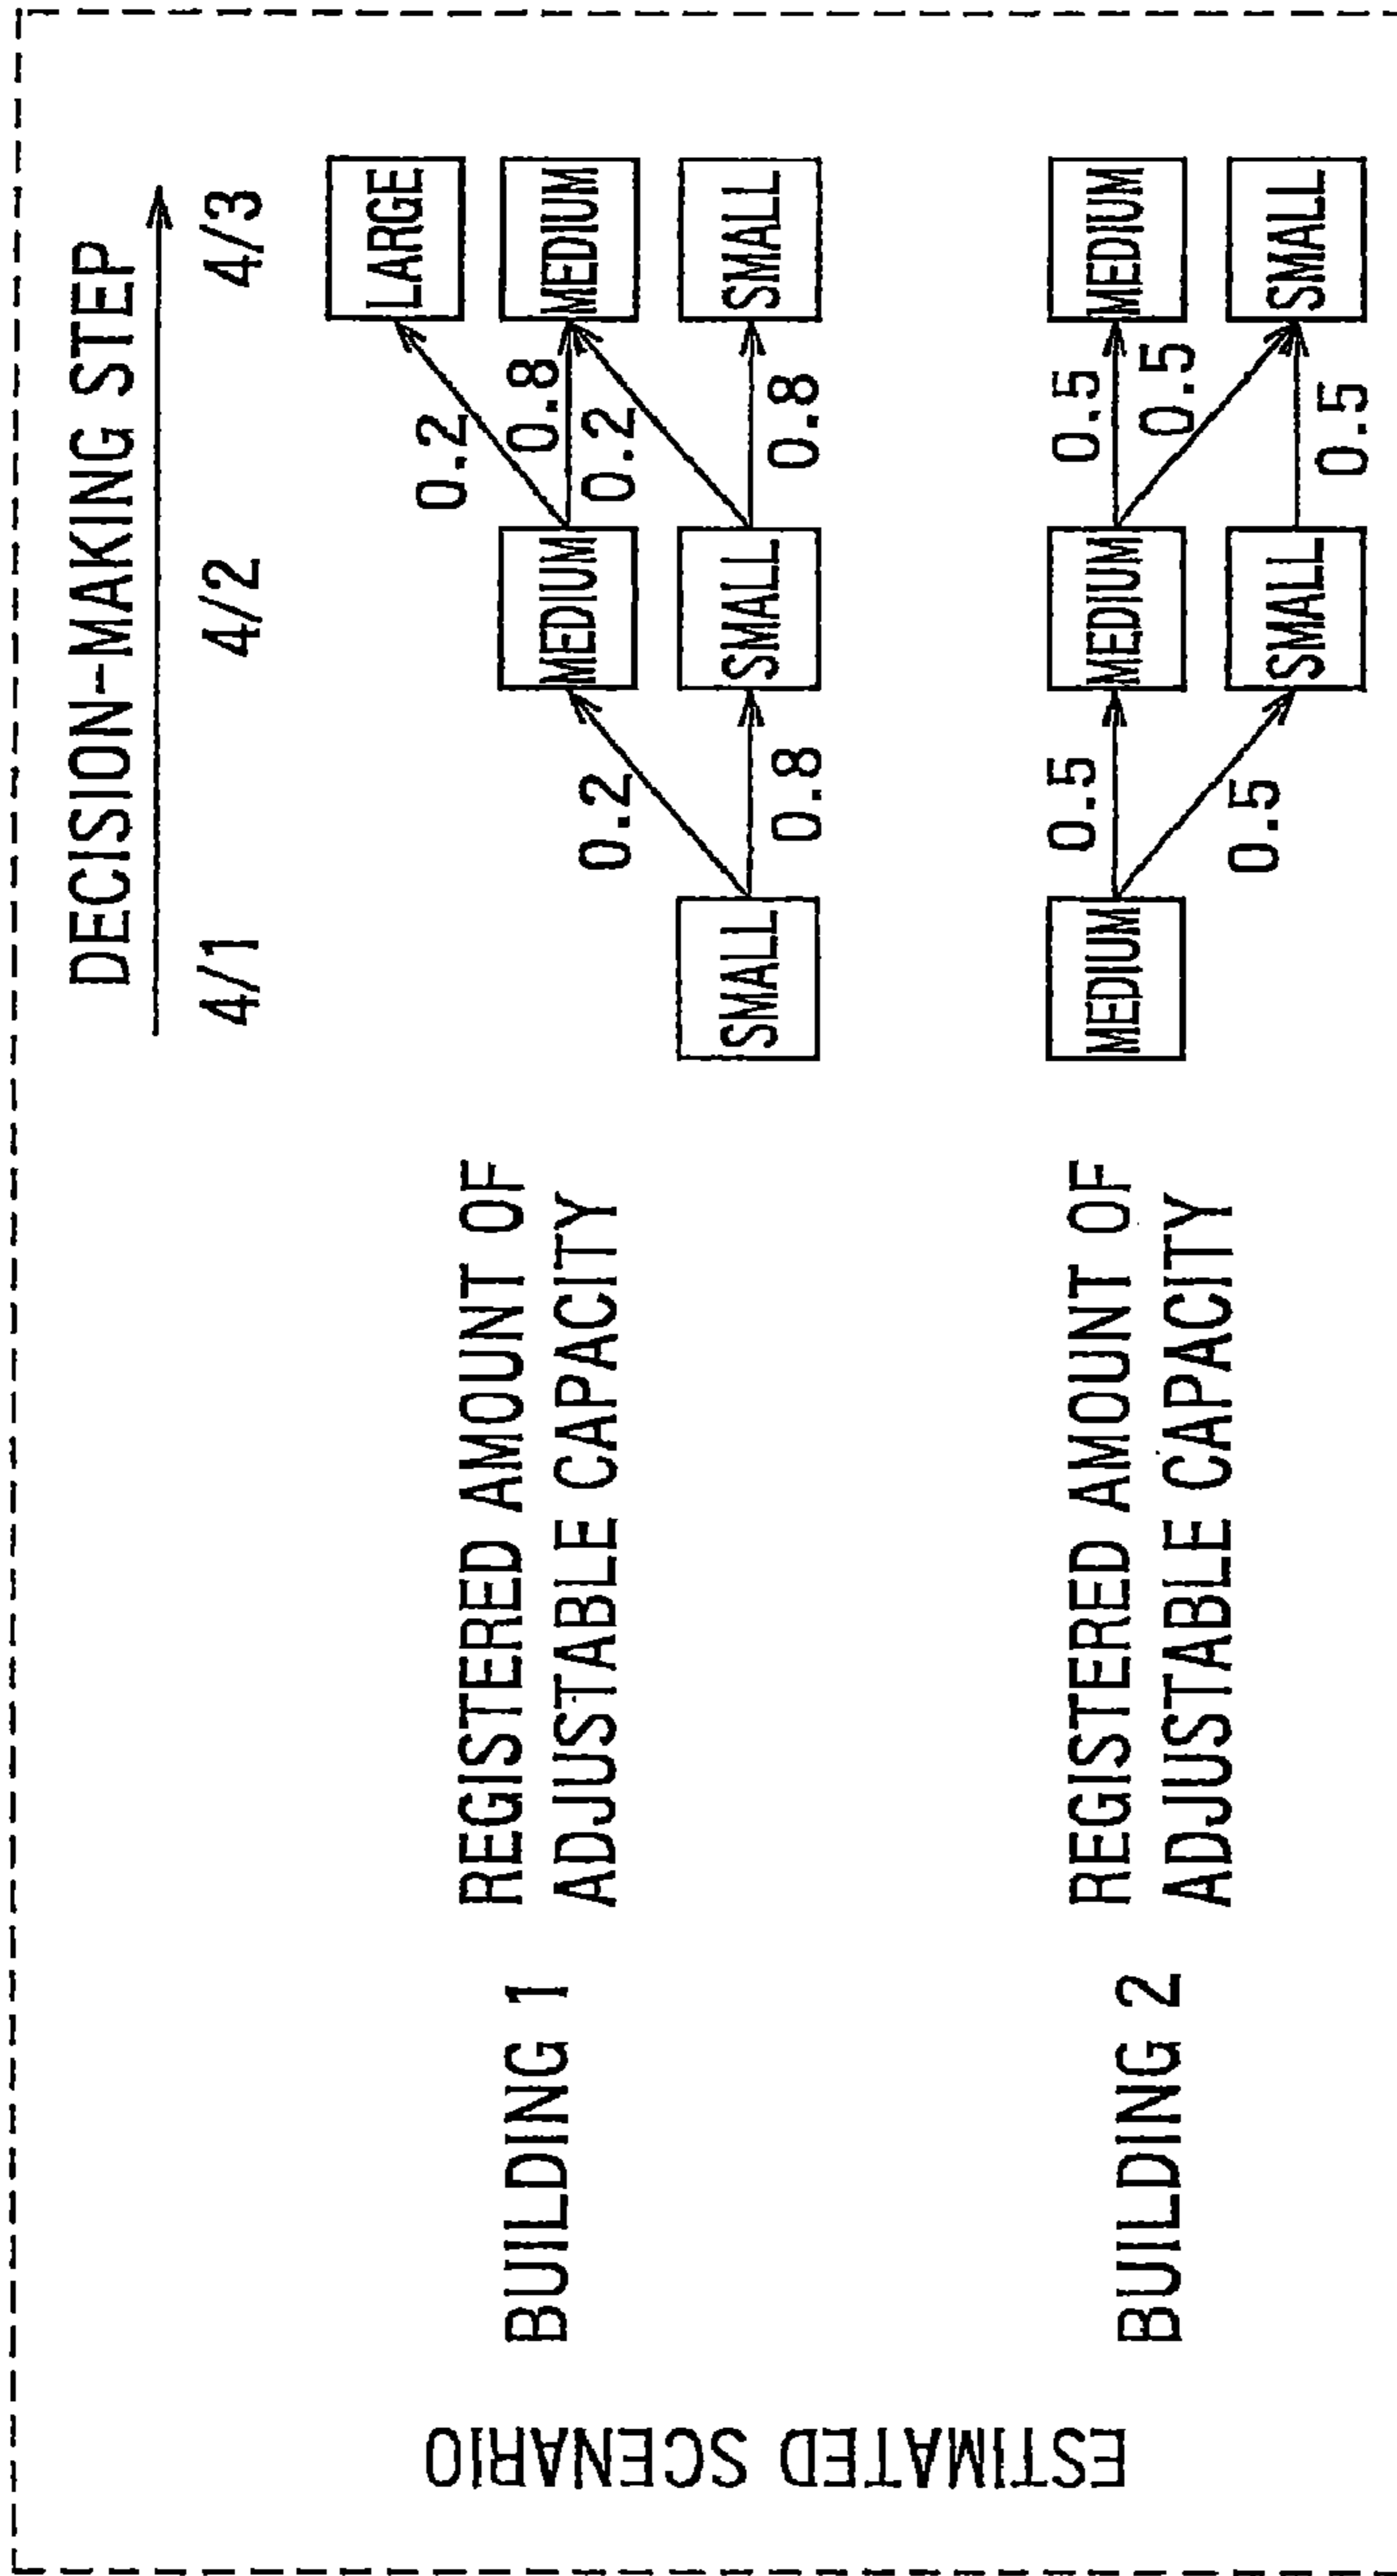 DECISION-MAKING STEP
4/1 4/2 4/3
ESTIMATED SCENARIO
BUILDING 1
REGISTERED AMOUNT OF
ADJUSTABLE CAPACITY
LARGE
0.2
MEDIUM 0.8 MEDIUM
0.2 0.2
SMALL SMALL SMALL
0.8 0.8
BUILDING 2
REGISTERED AMOUNT OF
ADJUSTABLE CAPACITY
MEDIUM 0.5 MEDIUM 0.5 MEDIUM
0.5 0.5
SMALL SMALL
0.5